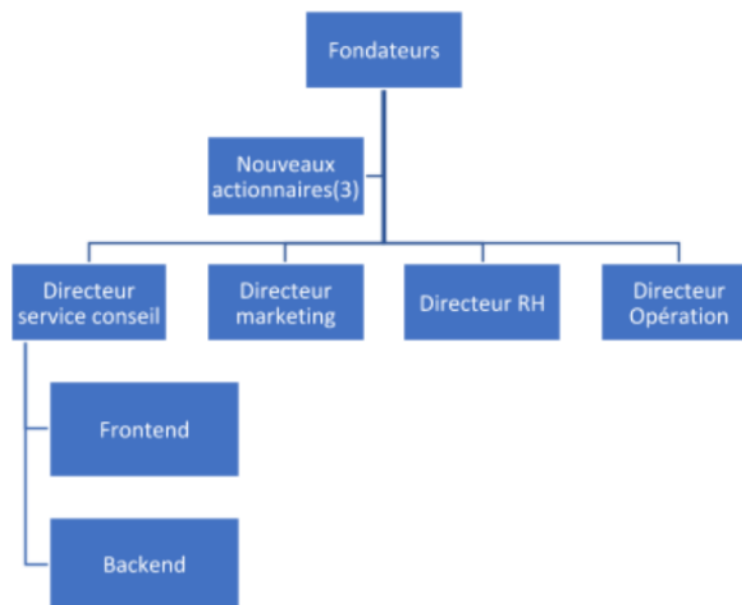 Fondateurs
Nouveaux
actionnaires(3)
Directeur
service conseil
Directeur
marketing
Directeur RH
Directeur
Opération
Frontend
Backend